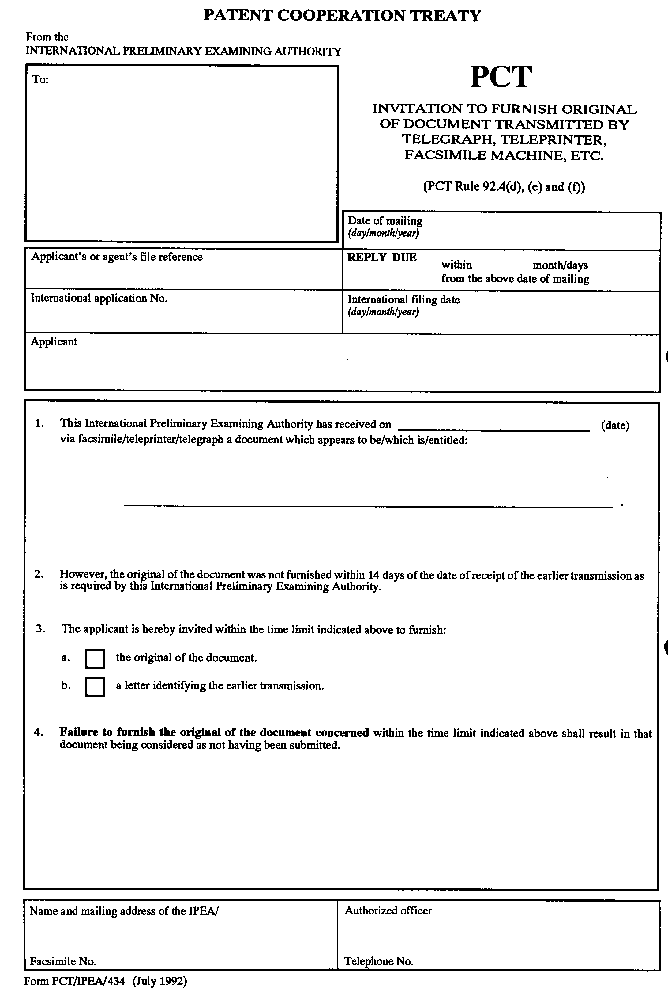 PATENT COOPERATION TREATY
From the
INTERNATIONAL PRELIMINARY EXAMINING AUTHORITY
To:
PCT
INVITATION TO FURNISH ORIGINAL
OF DOCUMENT TRANSMITTED BY
TELEGRAPH, TELEPRINTER,
FACSIMILE MACHINE, ETC.
(PCT Rule 92.4(d), (e) and (f))
Date of mailing
(day/month/year)
Applicant's or agent's file reference
REPLY DUE
within month/days
from the above date of mailing
International application No.
International filing date
(day/month/year)
Applicant
1. This International Preliminary Examining Authority has received on (date)
via facsimile/teleprinter/telegraph a document which appears to be/which is/entitled:
.
2. However, the original of the document was not furnished within 14 days of the date of receipt of the earlier transmission as
is required by this International Preliminary Examining Authority.
3. The applicant is hereby invited within the time limit indicated above to furnish:
a. the original of the document.
b. a letter identifying the earlier transmission.
4. Failure to furnish the original of the document concerned within the time limit indicated above shall result in that
document being considered as not having been submitted.
Name and mailing address of the IPEA/
Authorized officer
Facsimile No.
Telephone No.
Form PCT/IPEA/434 (July 1992)